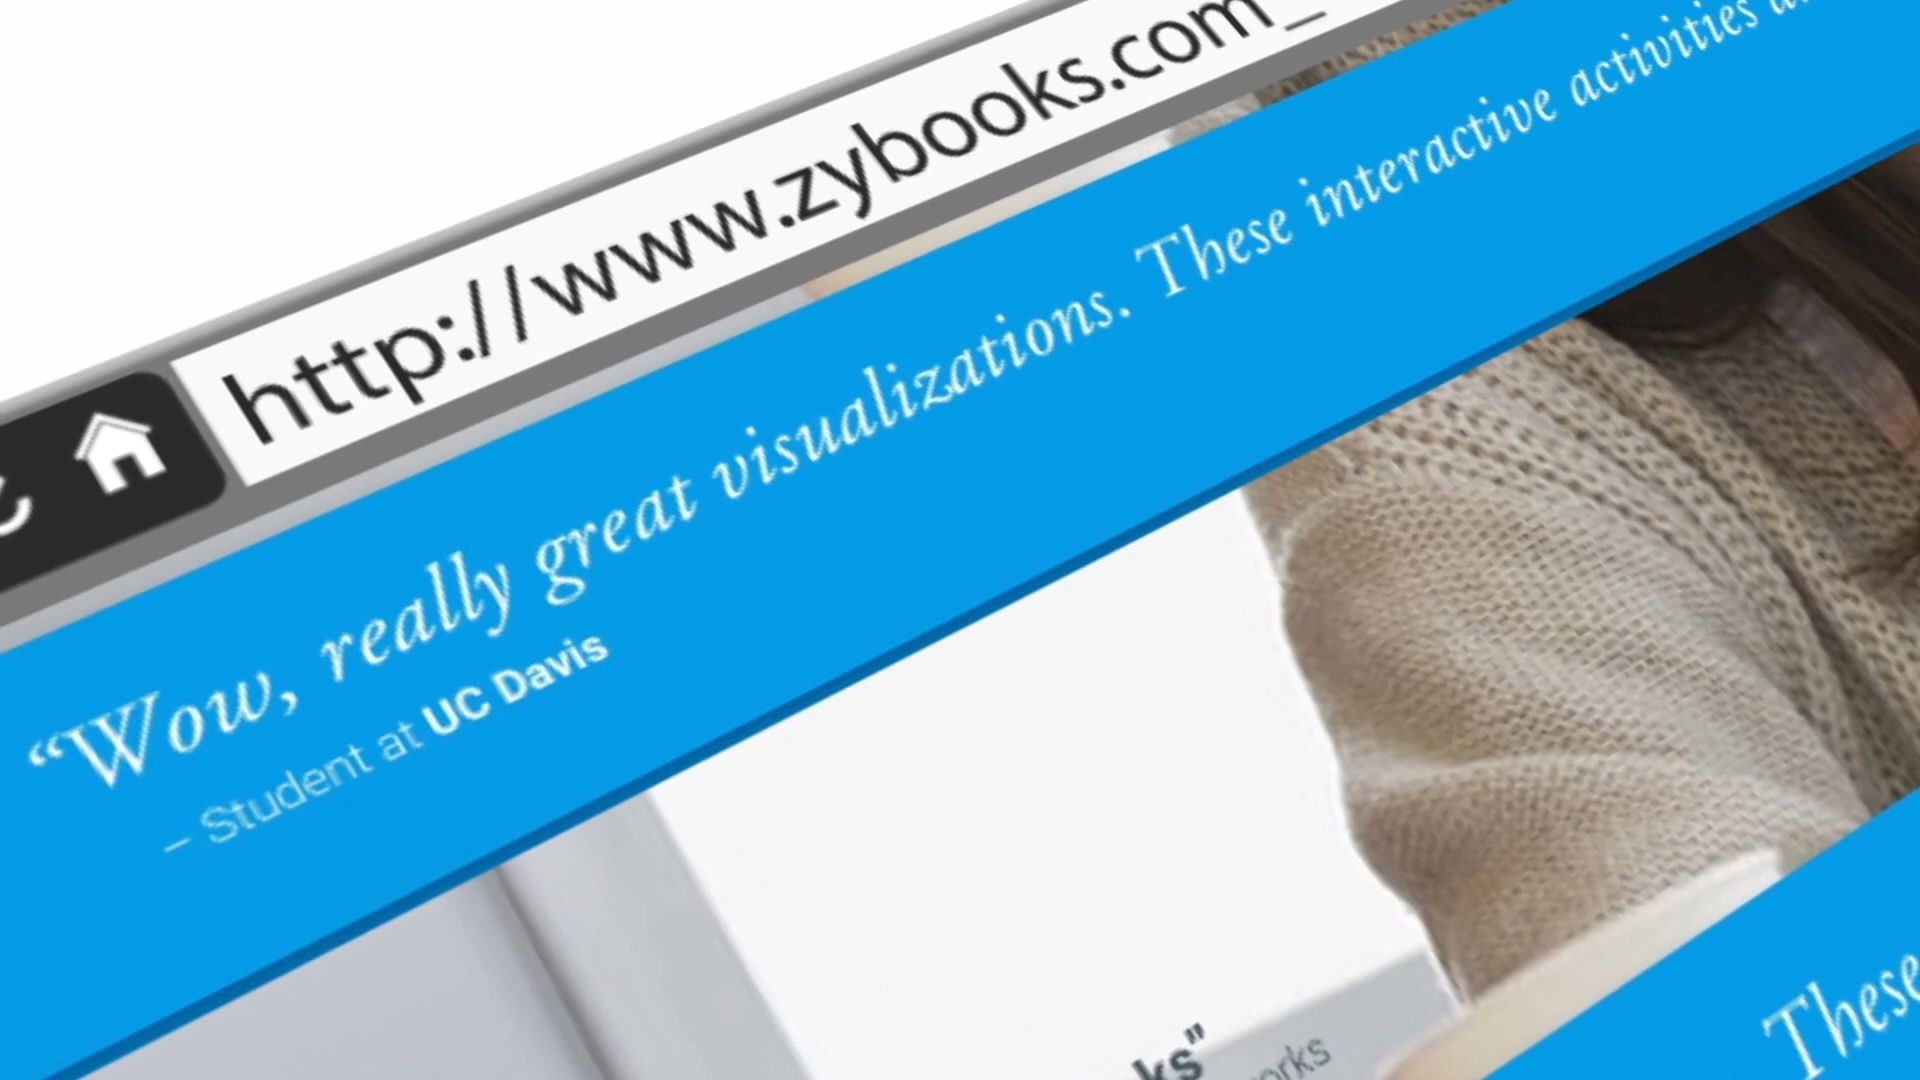 http://www.zybooks.com_
“Wow, really great visualizations. These interactive activities
– Student at UC Davis
These